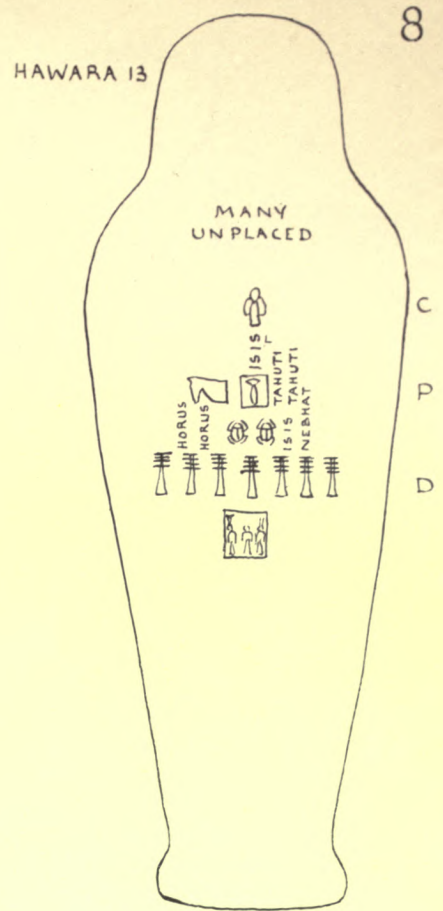 8
HAWARA 13
MANY
UNPLACED
C
ISIS
P
HORUS
HORUS
TAHUTI
ISIS TAHUTI
NEBHAT
D